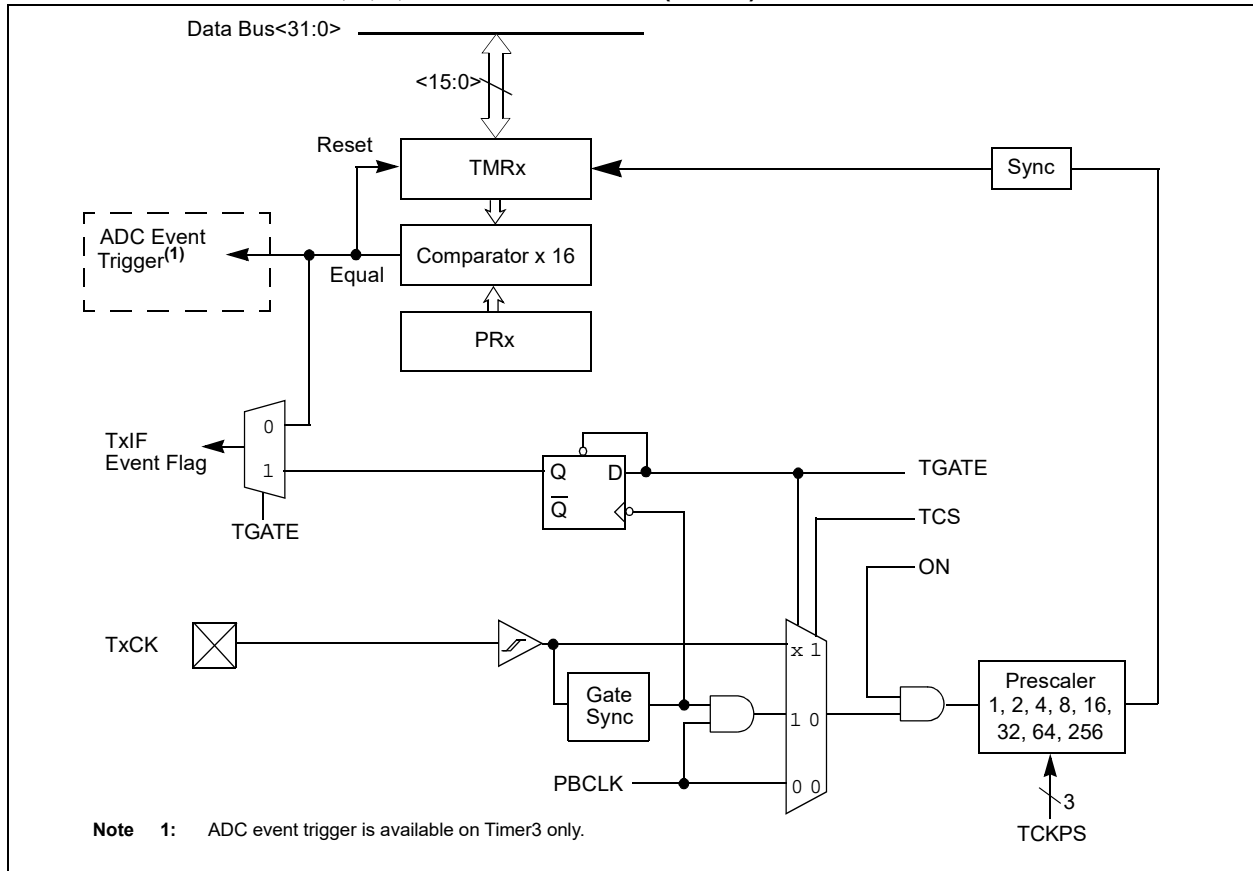 Data Bus<31:0>
<15:0>
Reset
TMRx
Sync
ADC Event
Trigger(1)
Equal
Comparator x 16
PRx
0
1
TxIF
Event Flag
TGATE
Q D
Q
TGATE
TCS
ON
TxCK
x 1
Gate
Sync
1 0
Prescaler
1, 2, 4, 8, 16,
32, 64, 256
PBCLK
0 0
3
TCKPS
Note 1: ADC event trigger is available on Timer3 only.